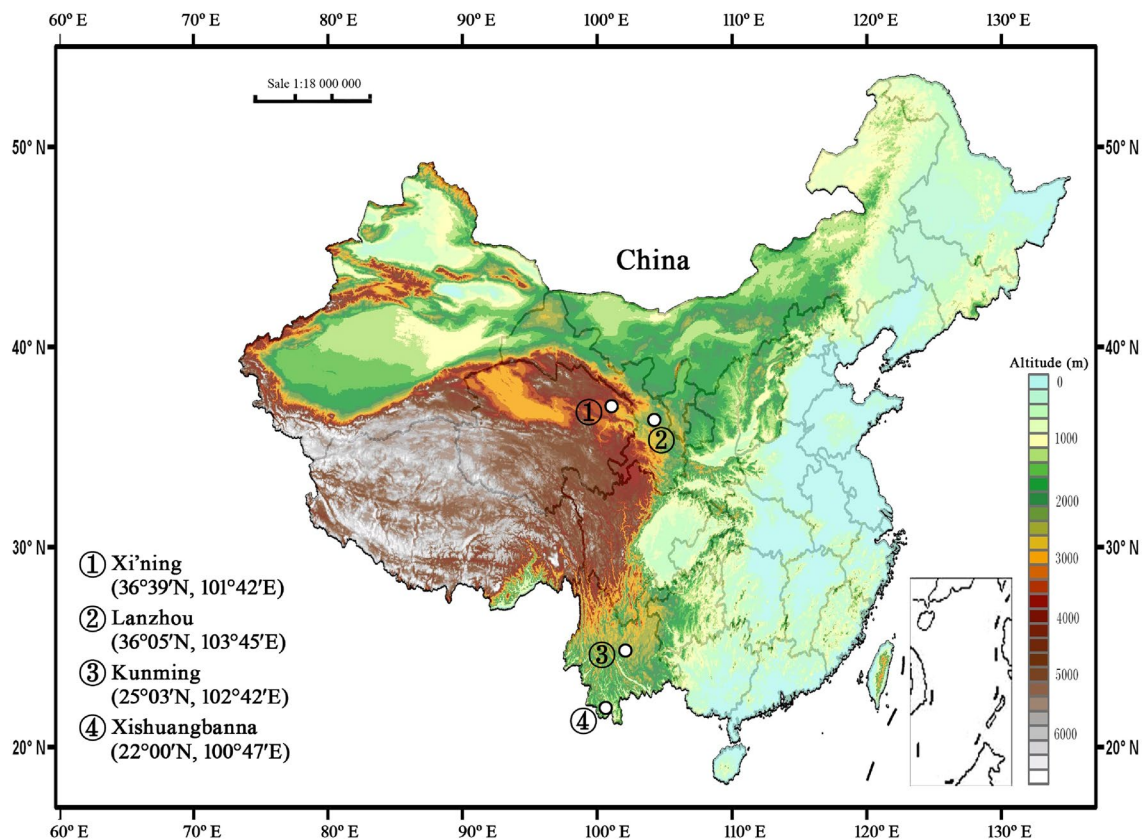 60° E 70° E 80° E 90° E 100° E 110° E 120° E 130° E
Sale 1:18 000 000
50° N 50° N
China
40° N 40° N
Altitude (m)
0
1000
2000
3000
4000
5000
6000
①
②
30° N 30° N
① Xi’ning
(36°39′N, 101°42′E)
② Lanzhou
(36°05′N, 103°45′E)
③ Kunming
(25°03′N, 102°42′E)
④ Xishuangbanna
(22°00′N, 100°47′E)
③
④
20° N 20° N
60° E 70° E 80° E 90° E 100° E 110° E 120° E 130° E